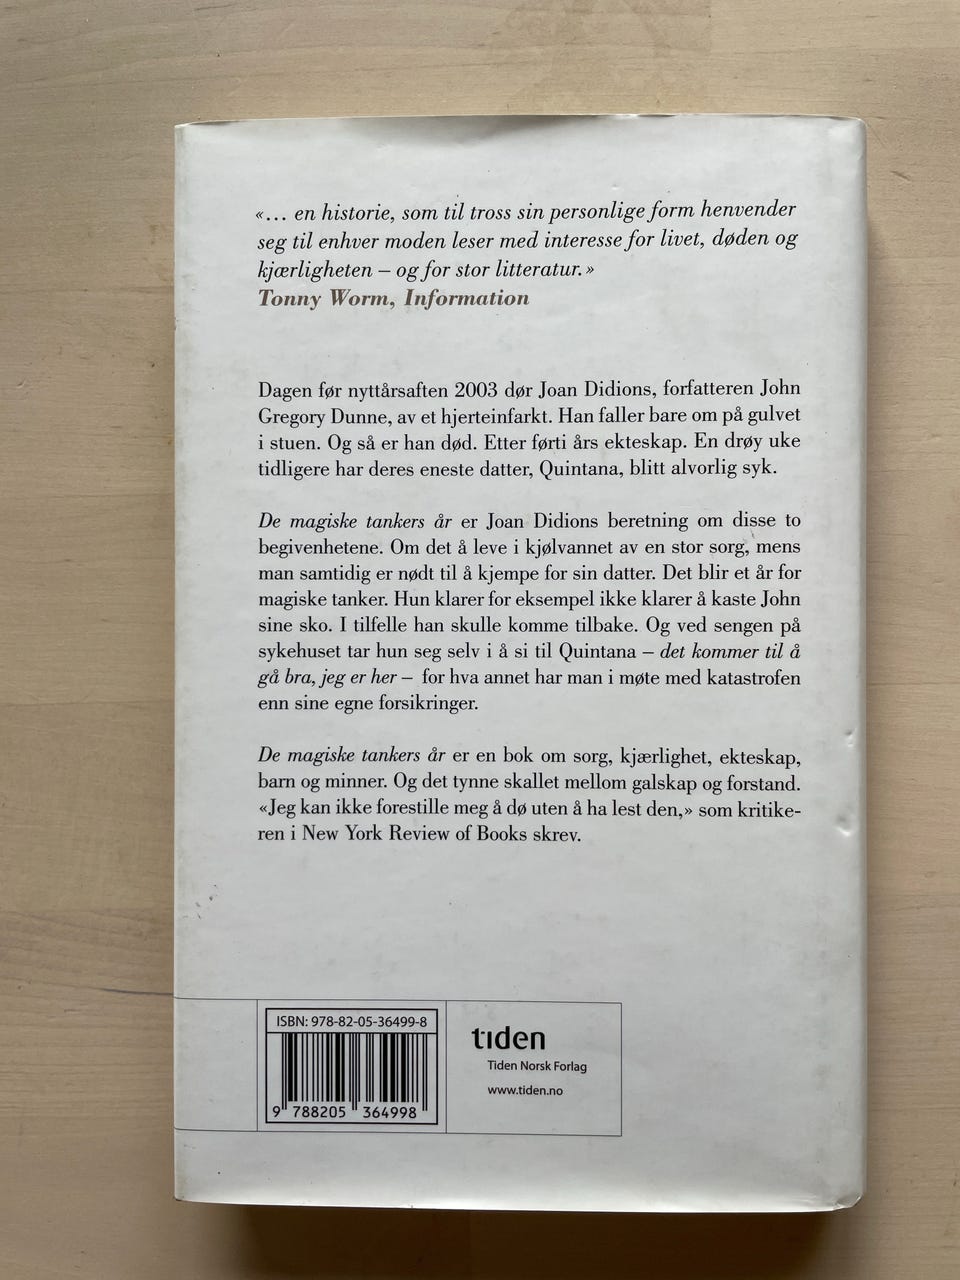 «… en historie, som til tross sin personlige form henvender
seg til enhver moden leser med interesse for livet, døden og
kjærligheten – og for stor litteratur.»
Tonny Worm, Information
Dagen før nyttårsaften 2003 dør Joan Didions, forfatteren John
Gregory Dunne, av et hjerteinfarkt. Han faller bare om på gulvet
i stuen. Og så er han død. Etter førti års ekteskap. En drøy uke
tidligere har deres eneste datter, Quintana, blitt alvorlig syk.
De magiske tankers år er Joan Didions beretning om disse to
begivenhetene. Om det å leve i kjølvannet av en stor sorg, mens
man samtidig er nødt til å kjempe for sin datter. Det blir et år for
magiske tanker. Hun klarer for eksempel ikke klarer å kaste John
sine sko. I tilfelle han skulle komme tilbake. Og ved sengen på
sykehuset tar hun seg selv i å si til Quintana – det kommer til å
gå bra, jeg er her – for hva annet har man i møte med katastrofen
enn sine egne forsikringer.
De magiske tankers år er en bok om sorg, kjærlighet, ekteskap,
barn og minner. Og det tynne skallet mellom galskap og forstand.
«Jeg kan ikke forestille meg å dø uten å ha lest den,» som kritike-
ren i New York Review of Books skrev.
ISBN: 978-82-05-36499-8
9 788205 364998
tiden
Tiden Norsk Forlag
www.tiden.no